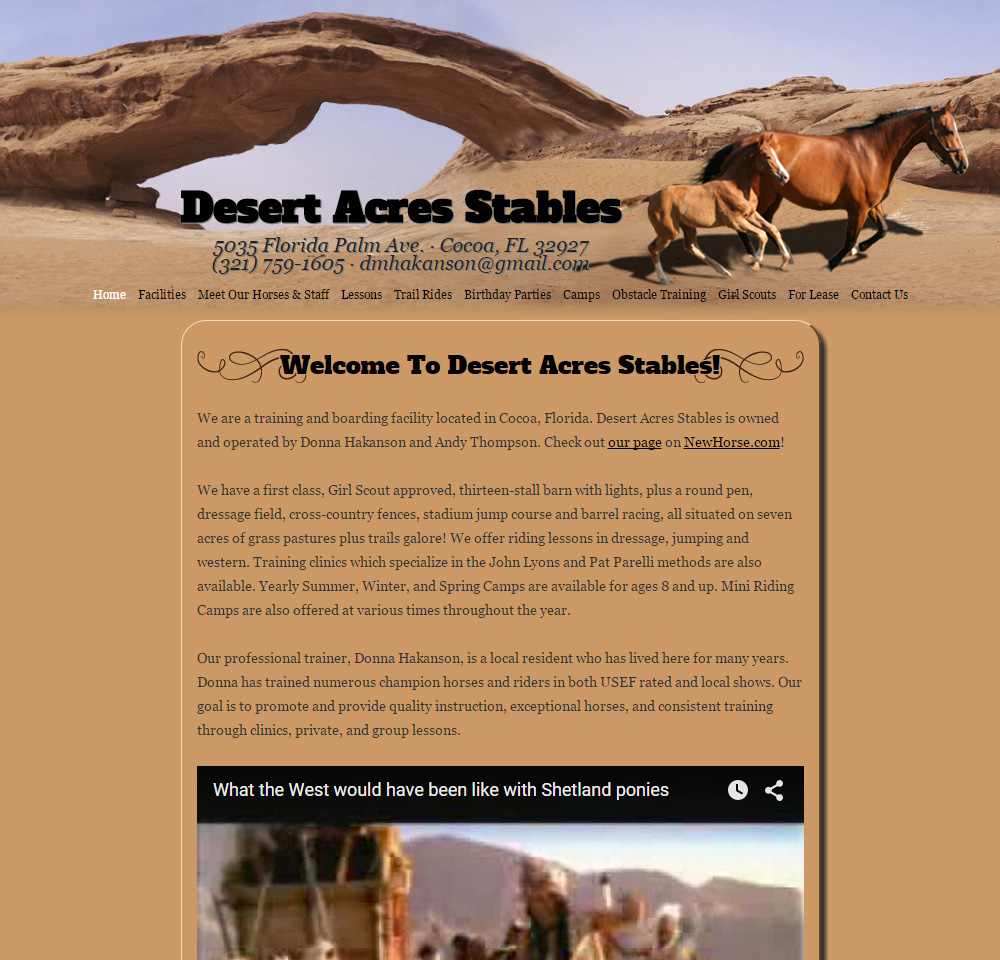 Desert Acres Stables
5035 Florida Palm Ave. · Cocoa, FL 32927
(321) 759-1605 · dmhakanson@gmail.com
Home Facilities Meet Our Horses & Staff Lessons Trail Rides Birthday Parties Camps Obstacle Training Girl Scouts For Lease Contact Us
Welcome To Desert Acres Stables!
We are a training and boarding facility located in Cocoa, Florida. Desert Acres Stables is owned
and operated by Donna Hakanson and Andy Thompson. Check out our page on NewHorse.com!
We have a first class, Girl Scout approved, thirteen-stall barn with lights, plus a round pen,
dressage field, cross-country fences, stadium jump course and barrel racing, all situated on seven
acres of grass pastures plus trails galore! We offer riding lessons in dressage, jumping and
western. Training clinics which specialize in the John Lyons and Pat Parelli methods are also
available. Yearly Summer, Winter, and Spring Camps are available for ages 8 and up. Mini Riding
Camps are also offered at various times throughout the year.
Our professional trainer, Donna Hakanson, is a local resident who has lived here for many years.
Donna has trained numerous champion horses and riders in both USEF rated and local shows. Our
goal is to promote and provide quality instruction, exceptional horses, and consistent training
through clinics, private, and group lessons.
What the West would have been like with Shetland ponies